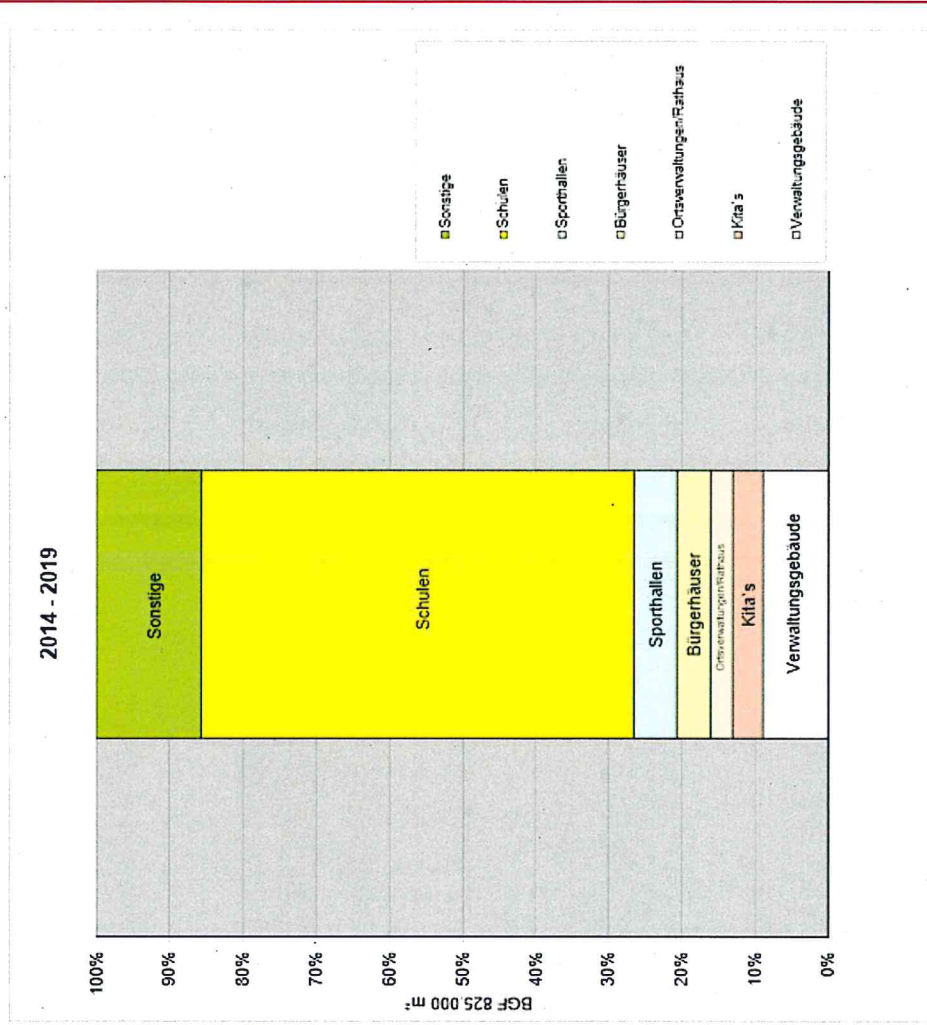 2014 - 2019
100%
90%
80%
70%
60%
50%
40%
30%
20%
10%
0%
BGF 825.000 m²
Sonstige
Schulen
Sporthallen
Bürgerhäuser
Ortsverwaltungen/Rathaus
Kita`s
Verwaltungsgebäude
Sonstige
Schulen
Sporthallen
Bürgerhäuser
Ortsverwaltungen/Rathaus
Kita`s
Verwaltungsgebäude